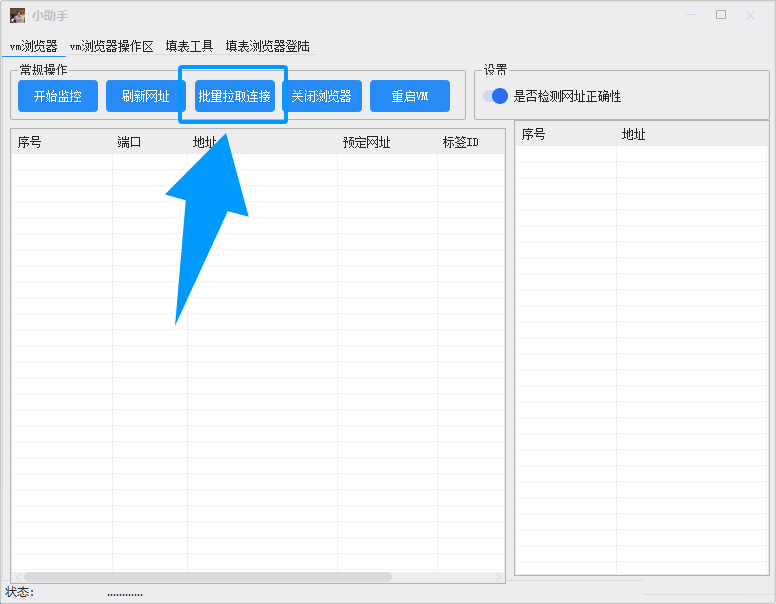 小助手
vm浏览器 vm浏览器操作区 填表工具 填表浏览器登陆
常规操作 设置
开始监控 刷新网址 批量拉取连接 关闭浏览器 重启VM 是否检测网址正确性
序号 端口 地址 预定网址 标签ID 序号 地址
状态: ............